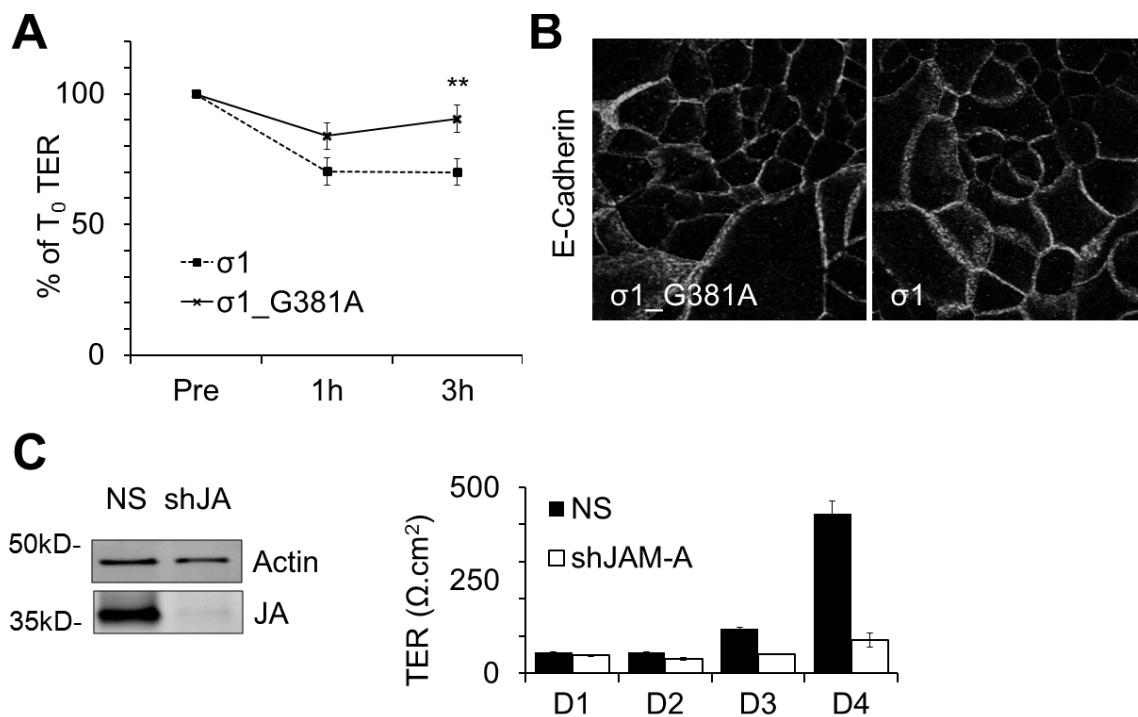 A
100
50
0
% of T₀ TER
**
σ1
σ1_G381A
Pre 1h 3h
B
E-Cadherin
σ1_G381A
σ1
C
NS shJA
50kD-
Actin
35kD-
JA
500
250
0
TER (Ω.cm²)
NS
shJAM-A
D1 D2 D3 D4